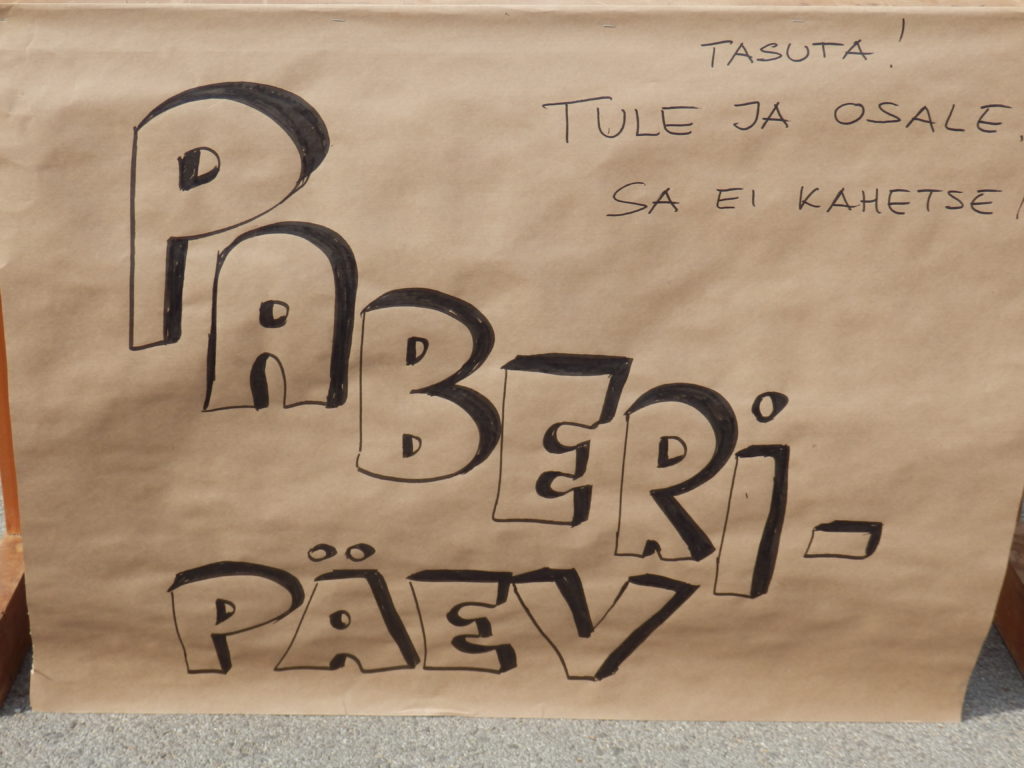 TASUTA!
TULE JA OSALE,
SA EI KAHETSE!
PABERi-
PÄEV